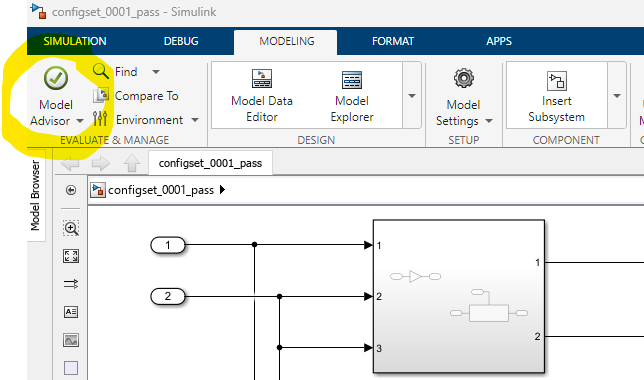 configset_0001_pass - Simulink
SIMULATION DEBUG MODELING FORMAT APPS
Find
Compare To
Environment
Model
Advisor
Model Data
Editor
Model
Explorer
Model
Settings
Insert
Subsystem
EVALUATE & MANAGE DESIGN SETUP COMPONENT
configset_0001_pass
configset_0001_pass
Model Browser
1
2
1
2
3
1
2